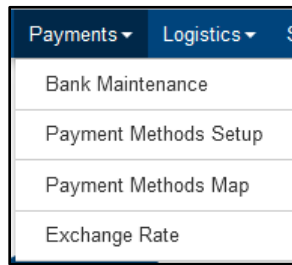 Payments Logistics S
Bank Maintenance
Payment Methods Setup
Payment Methods Map
Exchange Rate